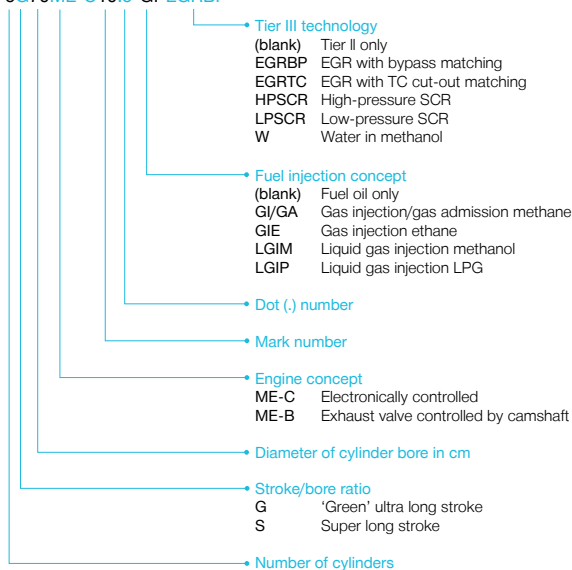 Tier III technology
(blank) Tier II only
EGRBP EGR with bypass matching
EGRTC EGR with TC cut-out matching
HPSCR High-pressure SCR
LPSCR Low-pressure SCR
W Water in methanol
Fuel injection concept
(blank) Fuel oil only
GI/GA Gas injection/gas admission methane
GIE Gas injection ethane
LGIM Liquid gas injection methanol
LGIP Liquid gas injection LPG
Dot (.) number
Mark number
Engine concept
ME-C Electronically controlled
ME-B Exhaust valve controlled by camshaft
Diameter of cylinder bore in cm
Stroke/bore ratio
G ‘Green’ ultra long stroke
S Super long stroke
Number of cylinders